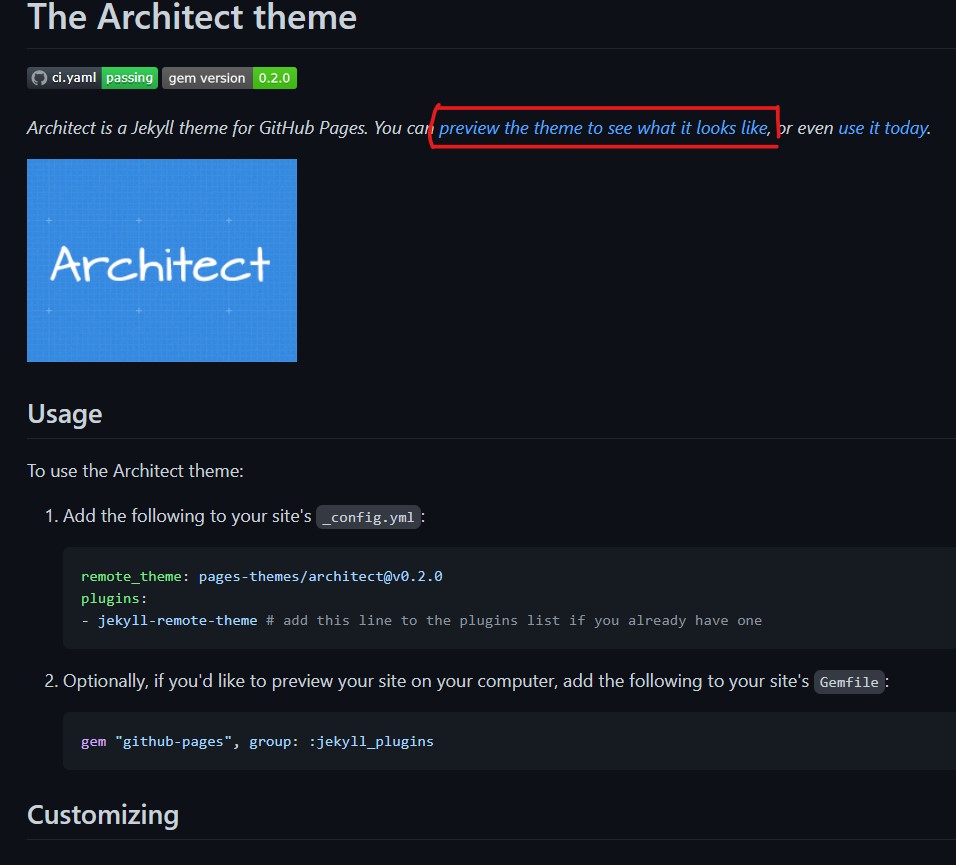 The Architect theme
ci.yaml passing gem version 0.2.0
Architect is a Jekyll theme for GitHub Pages. You can preview the theme to see what it looks like, or even use it today.
Architect
Usage
To use the Architect theme:
1. Add the following to your site's _config.yml:
remote_theme: pages-themes/architect@v0.2.0
plugins:
- jekyll-remote-theme # add this line to the plugins list if you already have one
2. Optionally, if you'd like to preview your site on your computer, add the following to your site's Gemfile:
gem "github-pages", group: :jekyll_plugins
Customizing